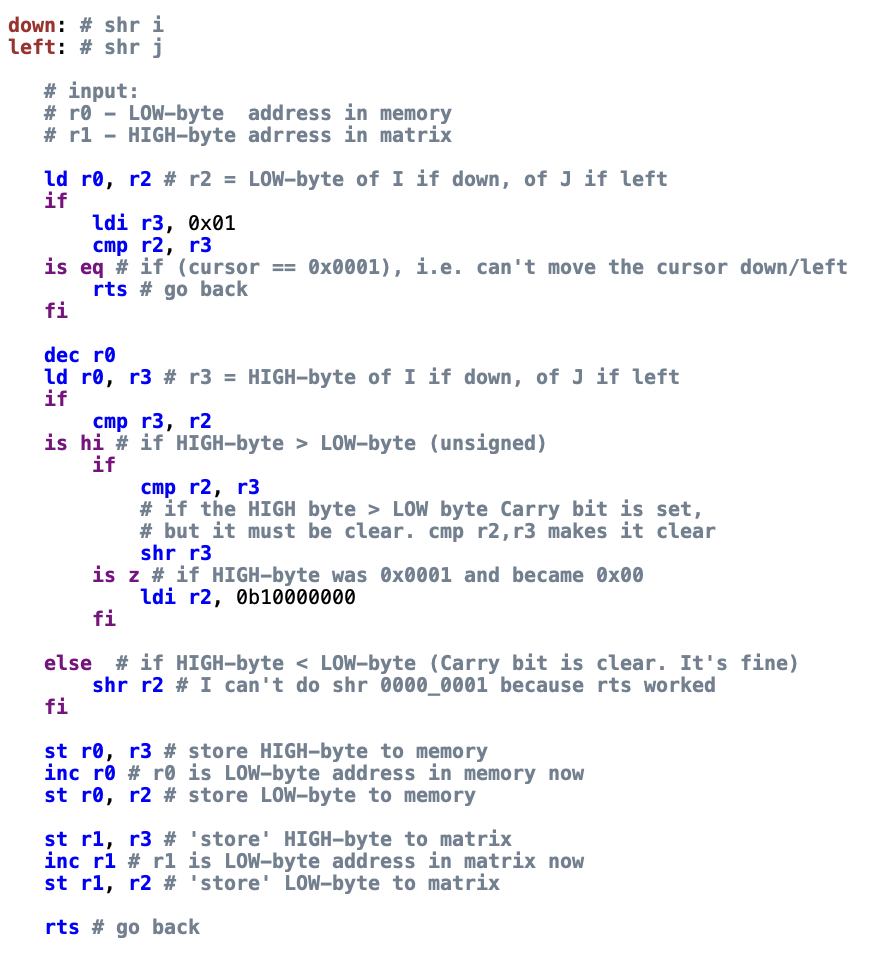 down: # shr i
left: # shr j
# input:
# r0 - LOW-byte  address in memory
# r1 - HIGH-byte adrress in matrix
ld r0, r2 # r2 = LOW-byte of I if down, of J if left
if
ldi r3, 0x01
cmp r2, r3
is eq # if (cursor == 0x0001), i.e. can't move the cursor down/left
rts # go back
fi
dec r0
ld r0, r3 # r3 = HIGH-byte of I if down, of J if left
if
cmp r3, r2
is hi # if HIGH-byte > LOW-byte (unsigned)
if
cmp r2, r3
# if the HIGH byte > LOW byte Carry bit is set,
# but it must be clear. cmp r2,r3 makes it clear
shr r3
is z # if HIGH-byte was 0x0001 and became 0x00
ldi r2, 0b10000000
fi
else  # if HIGH-byte < LOW-byte (Carry bit is clear. It's fine)
shr r2 # I can't do shr 0000_0001 because rts worked
fi
st r0, r3 # store HIGH-byte to memory
inc r0 # r0 is LOW-byte address in memory now
st r0, r2 # store LOW-byte to memory
st r1, r3 # 'store' HIGH-byte to matrix
inc r1 # r1 is LOW-byte address in matrix now
st r1, r2 # 'store' LOW-byte to matrix
rts # go back